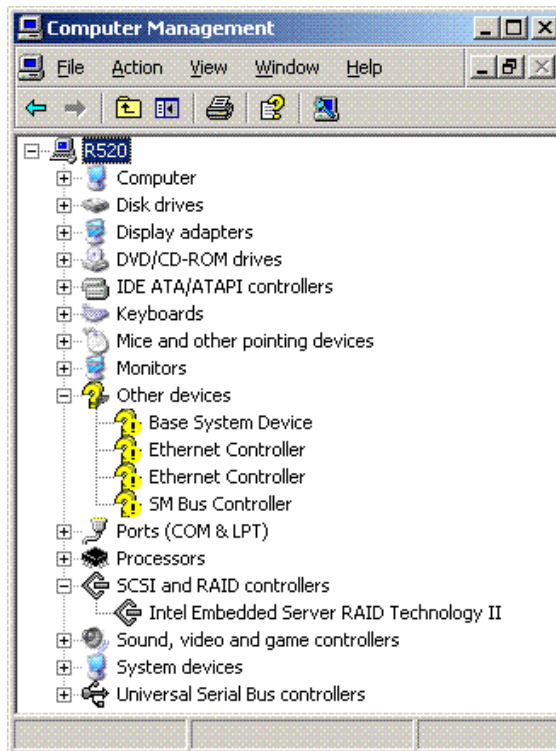 Computer Management
File Action View Window Help
R520
Computer
Disk drives
Display adapters
DVD/CD-ROM drives
IDE ATA/ATAPI controllers
Keyboards
Mice and other pointing devices
Monitors
Other devices
Base System Device
Ethernet Controller
Ethernet Controller
SM Bus Controller
Ports (COM & LPT)
Processors
SCSI and RAID controllers
Intel Embedded Server RAID Technology II
Sound, video and game controllers
System devices
Universal Serial Bus controllers